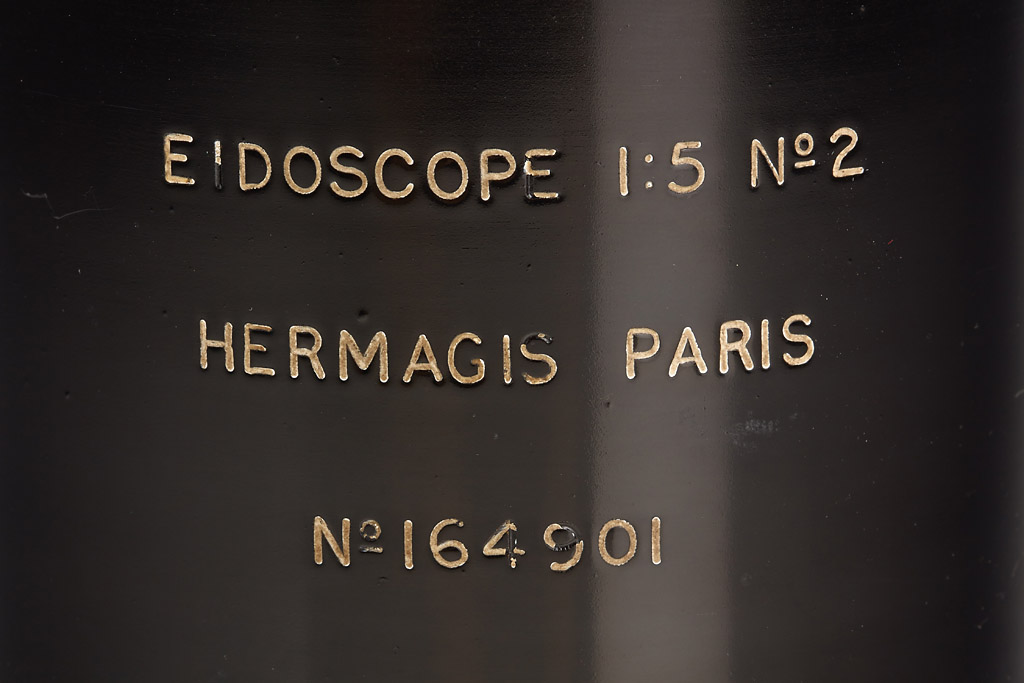 EIDOSCOPE 1:5 Nº2
HERMAGIS PARIS
Nº164901